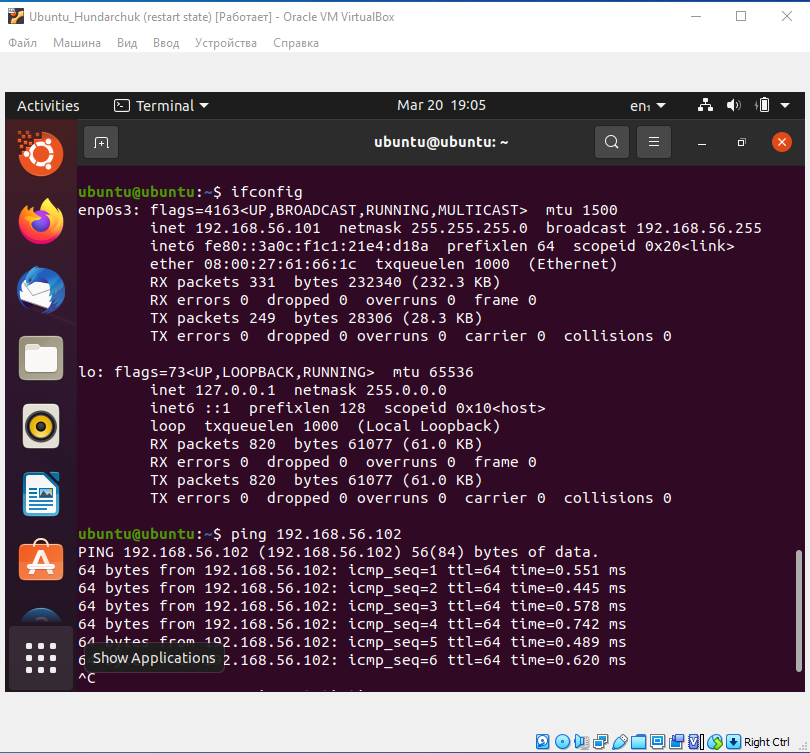 Ubuntu_Hundarchuk (restart state) [Работает] - Oracle VM VirtualBox
Файл Машина Вид Ввод Устройства Справка
Activities Terminal Mar 20 19:05 en₁
ubuntu@ubuntu: ~
ubuntu@ubuntu:~$ ifconfig
enp0s3: flags=4163<UP,BROADCAST,RUNNING,MULTICAST>  mtu 1500
inet 192.168.56.101  netmask 255.255.255.0  broadcast 192.168.56.255
inet6 fe80::3a0c:f1c1:21e4:d18a  prefixlen 64  scopeid 0x20<link>
ether 08:00:27:61:66:1c  txqueuelen 1000  (Ethernet)
RX packets 331  bytes 232340 (232.3 KB)
RX errors 0  dropped 0  overruns 0  frame 0
TX packets 249  bytes 28306 (28.3 KB)
TX errors 0  dropped 0 overruns 0  carrier 0  collisions 0
lo: flags=73<UP,LOOPBACK,RUNNING>  mtu 65536
inet 127.0.0.1  netmask 255.0.0.0
inet6 ::1  prefixlen 128  scopeid 0x10<host>
loop  txqueuelen 1000  (Local Loopback)
RX packets 820  bytes 61077 (61.0 KB)
RX errors 0  dropped 0  overruns 0  frame 0
TX packets 820  bytes 61077 (61.0 KB)
TX errors 0  dropped 0 overruns 0  carrier 0  collisions 0
ubuntu@ubuntu:~$ ping 192.168.56.102
PING 192.168.56.102 (192.168.56.102) 56(84) bytes of data.
64 bytes from 192.168.56.102: icmp_seq=1 ttl=64 time=0.551 ms
64 bytes from 192.168.56.102: icmp_seq=2 ttl=64 time=0.445 ms
64 bytes from 192.168.56.102: icmp_seq=3 ttl=64 time=0.578 ms
64 bytes from 192.168.56.102: icmp_seq=4 ttl=64 time=0.742 ms
64 bytes from 192.168.56.102: icmp_seq=5 ttl=64 time=0.489 ms
Show Applications .168.56.102: icmp_seq=6 ttl=64 time=0.620 ms
^C
Right Ctrl